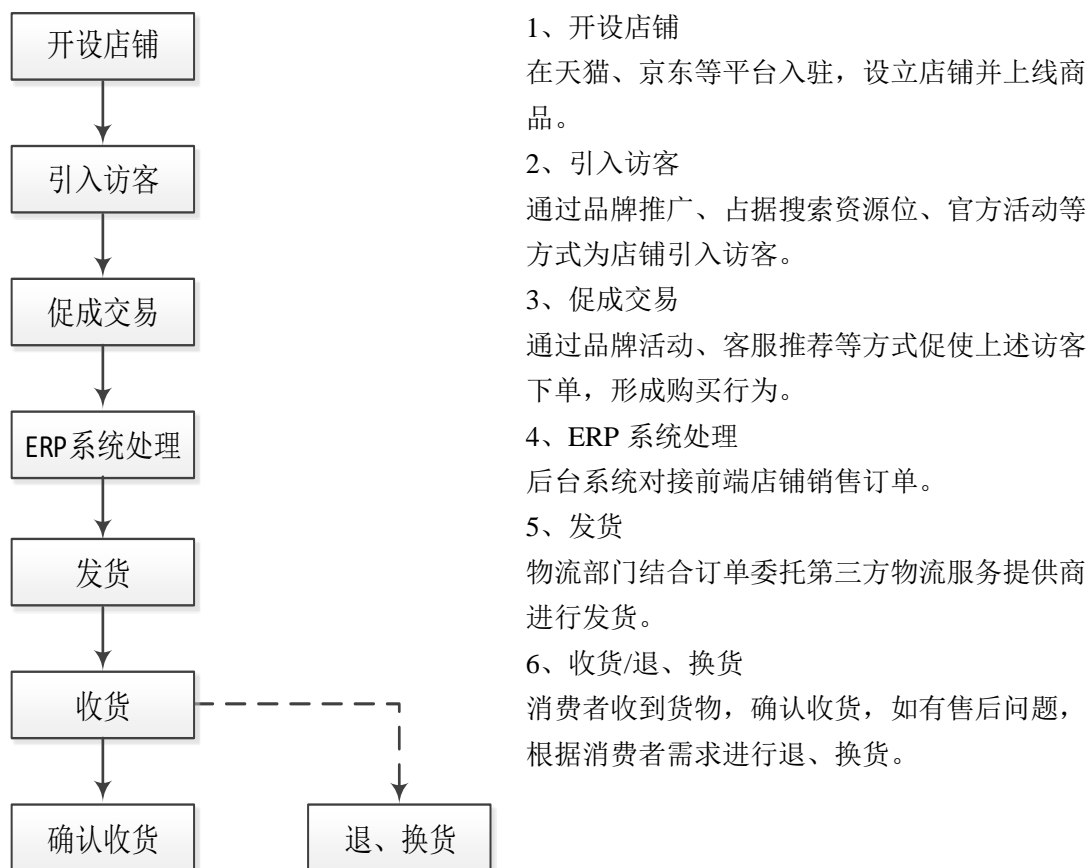 开设店铺
引入访客
促成交易
ERP系统处理
发货
收货
确认收货
退、换货
1、开设店铺
在天猫、京东等平台入驻，设立店铺并上线商
品。
2、引入访客
通过品牌推广、占据搜索资源位、官方活动等
方式为店铺引入访客。
3、促成交易
通过品牌活动、客服推荐等方式促使上述访客
下单，形成购买行为。
4、ERP 系统处理
后台系统对接前端店铺销售订单。
5、发货
物流部门结合订单委托第三方物流服务提供商
进行发货。
6、收货/退、换货
消费者收到货物，确认收货，如有售后问题，
根据消费者需求进行退、换货。